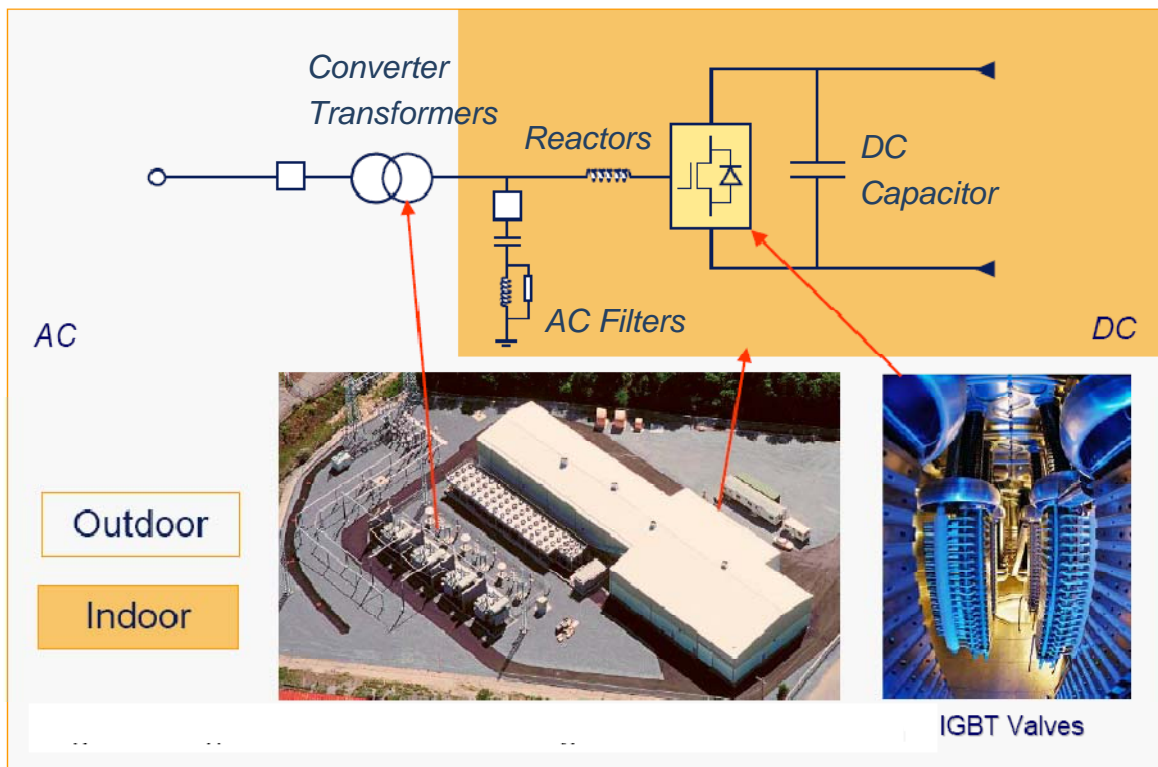 Converter
Transformers
Reactors
DC
Capacitor
AC Filters
AC
DC
Outdoor
Indoor
IGBT Valves